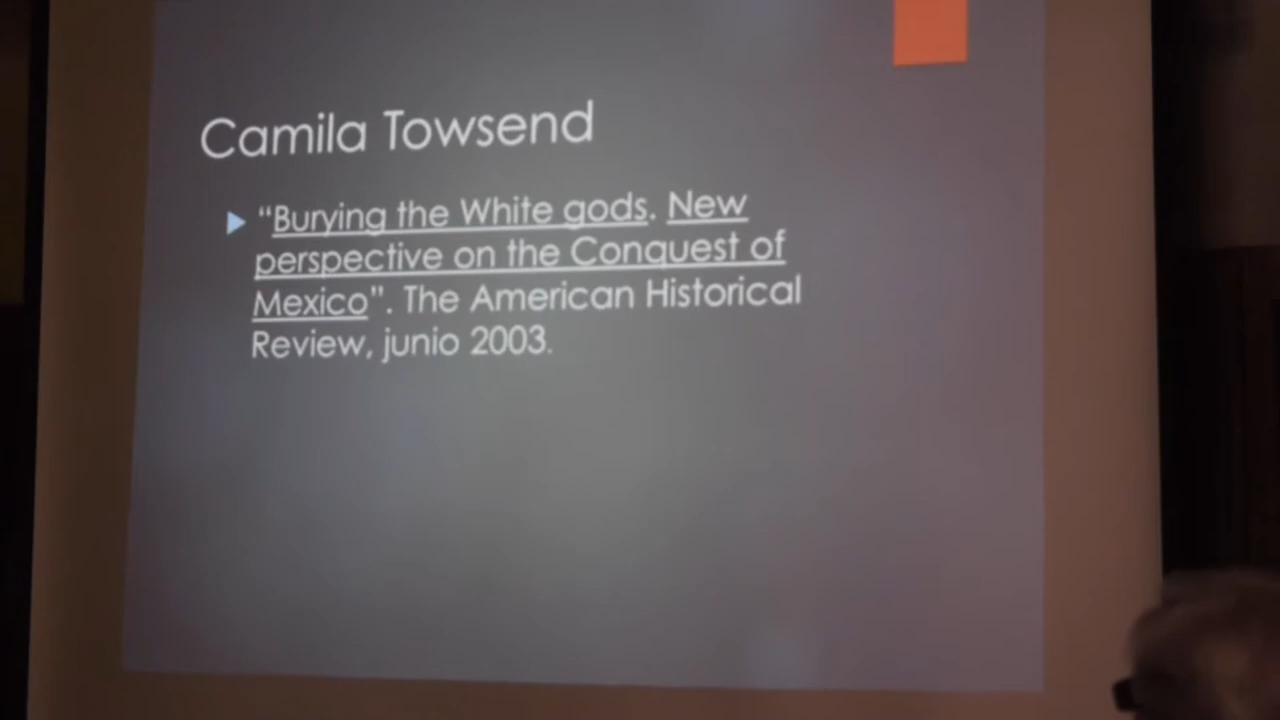 Camila Towsend
“Burying the White gods. New
perspective on the Conquest of
Mexico”. The American Historical
Review, junio 2003.